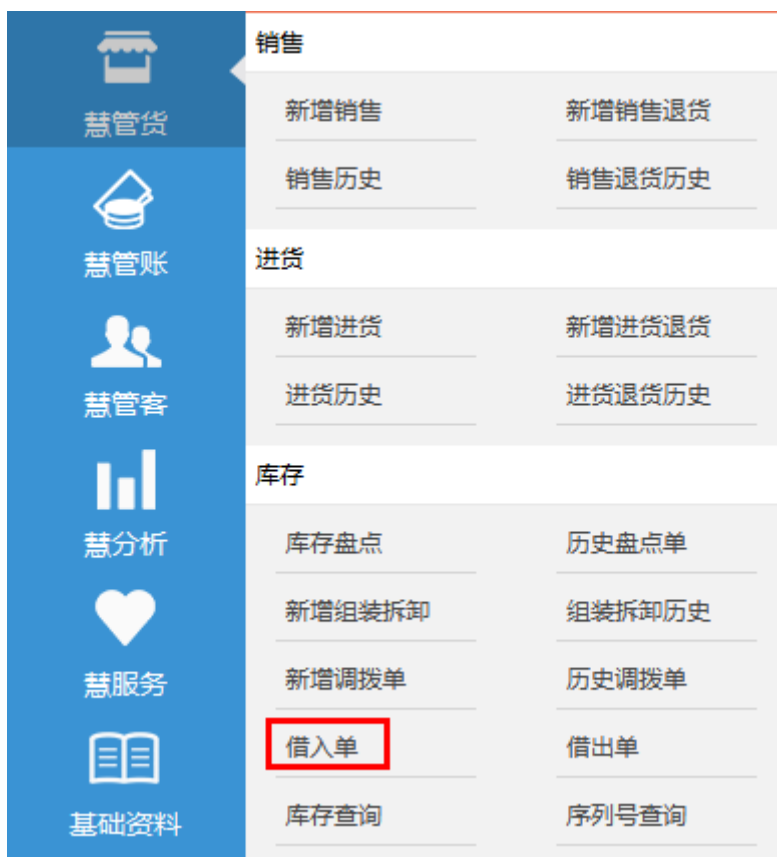 慧管货
慧管账
慧管客
慧分析
慧服务
基础资料
销售
新增销售 新增销售退货
销售历史 销售退货历史
进货
新增进货 新增进货退货
进货历史 进货退货历史
库存
库存盘点 历史盘点单
新增组装拆卸 组装拆卸历史
新增调拨单 历史调拨单
借入单 借出单
库存查询 序列号查询